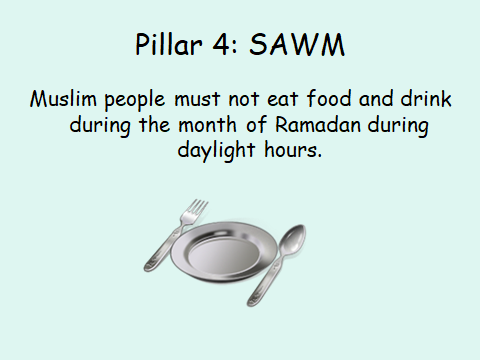 Pillar 4: SAWM
Muslim people must not eat food and drink
during the month of Ramadan during
daylight hours.